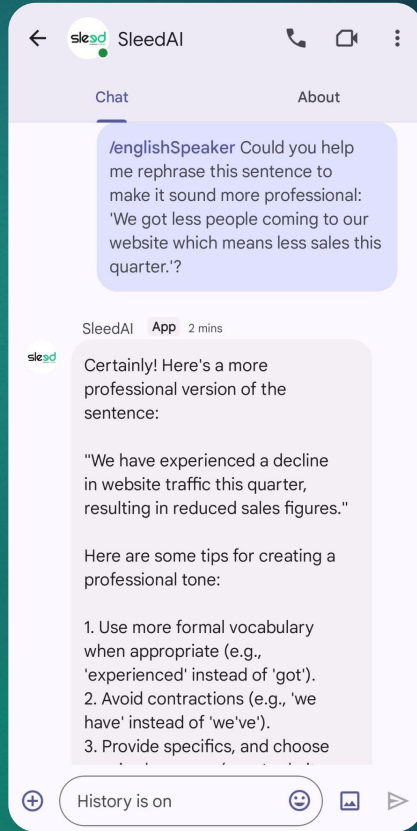 sleed SleedAI
Chat About
/englishSpeaker Could you help
me rephrase this sentence to
make it sound more professional:
'We got less people coming to our
website which means less sales this
quarter.'?
SleedAI App 2 mins
sleed
Certainly! Here's a more
professional version of the
sentence:
"We have experienced a decline
in website traffic this quarter,
resulting in reduced sales figures."
Here are some tips for creating a
professional tone:
1. Use more formal vocabulary
when appropriate (e.g.,
'experienced' instead of 'got').
2. Avoid contractions (e.g., 'we
have' instead of 'we've').
3. Provide specifics, and choose
History is on